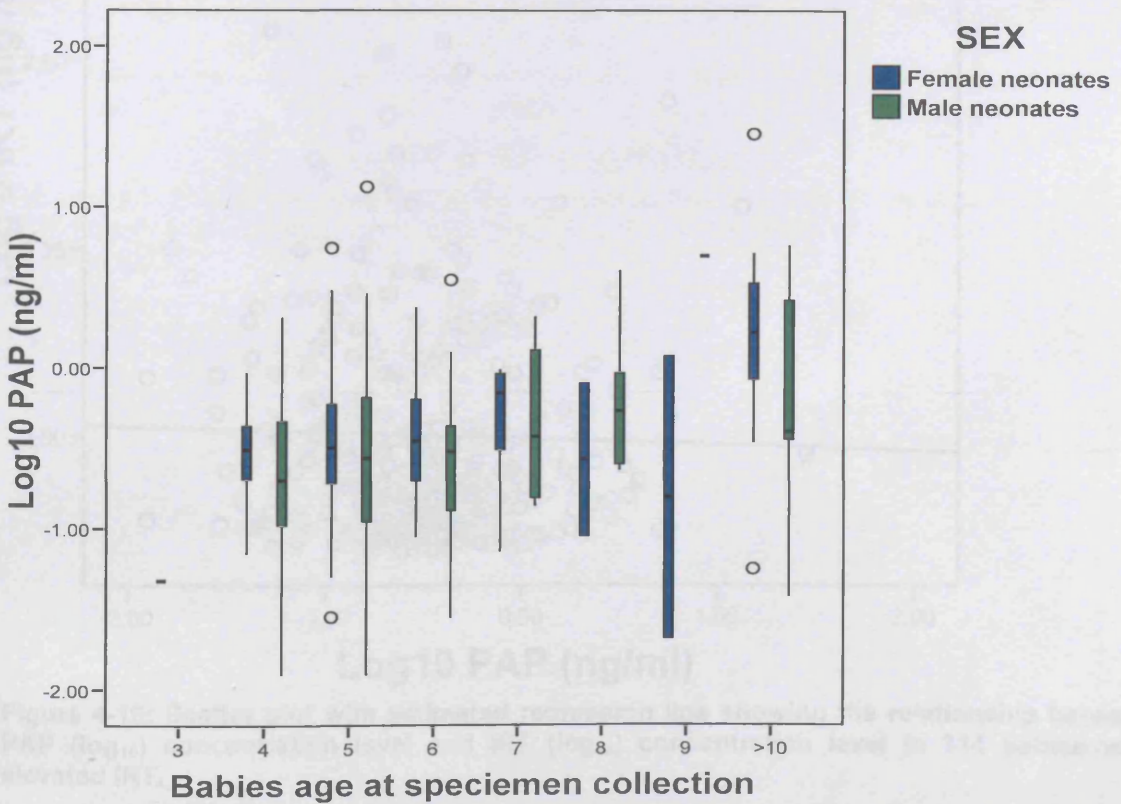 SEX
Female neonates
Male neonates
Log10 PAP (ng/ml)
2.00
1.00
0.00
-1.00
-2.00
3 4 5 6 7 8 9 >10
Babies age at speciemen collection
Log10 PAP (ng/ml)